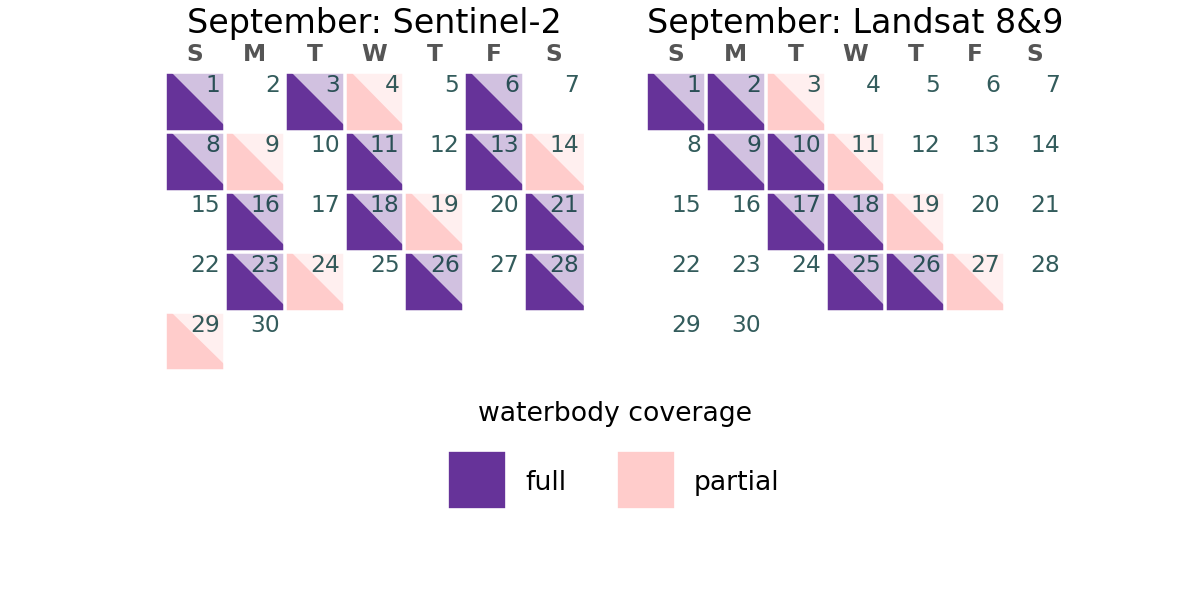 September: Sentinel-2
S M T W T F S
1 2 3 4 5 6 7
8 9 10 11 12 13 14
15 16 17 18 19 20 21
22 23 24 25 26 27 28
29 30
September: Landsat 8&9
S M T W T F S
1 2 3 4 5 6 7
8 9 10 11 12 13 14
15 16 17 18 19 20 21
22 23 24 25 26 27 28
29 30
waterbody coverage
full partial